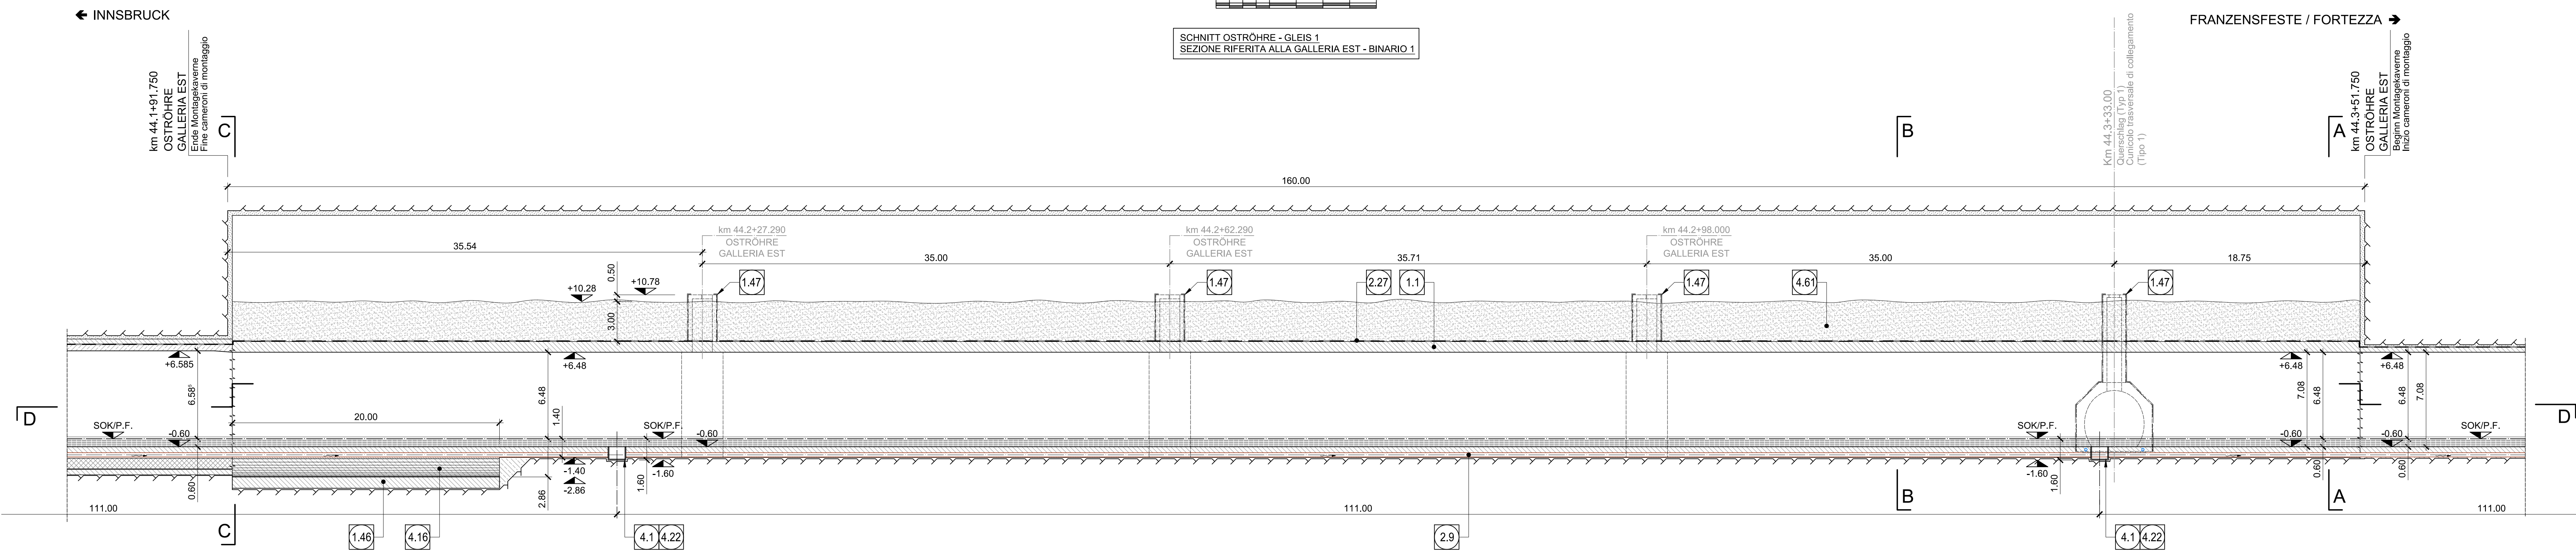 🡰 INNSBRUCK
FRANZENSFESTE / FORTEZZA 🡲
SCHNITT OSTRÖHRE - GLEIS 1
SEZIONE RIFERITA ALLA GALLERIA EST - BINARIO 1
km 44.1+91.750
OSTRÖHRE
GALLERIA EST
Ende Montagekaverne
Fine cameroni di montaggio
Km 44.3+33.00
Querschlag (Typ 1)
Cunicolo trasversale di collegamento
(Tipo 1)
km 44.3+51.750
OSTRÖHRE
GALLERIA EST
Beginn Montagekaverne
Inizio cameroni di montaggio
C
B
A
160.00
km 44.2+27.290
OSTRÖHRE
GALLERIA EST
km 44.2+62.290
OSTRÖHRE
GALLERIA EST
km 44.2+98.000
OSTRÖHRE
GALLERIA EST
35.54
35.00
35.71
35.00
18.75
+10.28
+10.78
0.50
3.00
1.47
1.47
2.27
1.1
1.47
4.61
1.47
+6.585
+6.48
+6.48
+6.48
6.58⁵
6.48
1.40
7.08
6.48
6.48
7.08
D
D
20.00
SOK/P.F.
-0.60
SOK/P.F.
-0.60
SOK/P.F.
-0.60
-0.60
SOK/P.F.
-1.40
-2.86
-1.60
-1.60
0.60
2.86
1.60
1.60
0.60
0.60
C
B
A
111.00
111.00
111.00
1.46
4.16
4.1
4.22
2.9
4.1
4.22